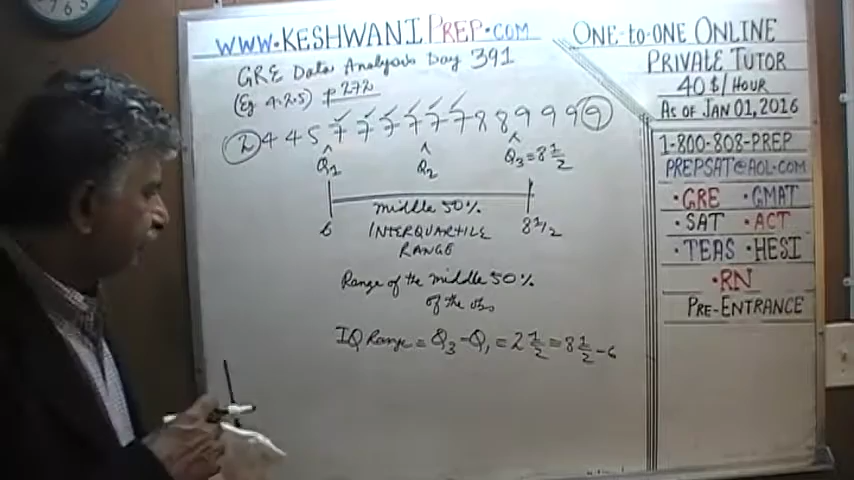 WWW.KESHWANIPREP.COM
GRE Data Analysis Day 391
(Eg 4.2.5) p 272
2 4 4 5 7 7 7 7 7 7 8 8 9 9 9 9
Q1 Q2 Q3 = 8 1/2
middle 50%
6 INTERQUARTILE 8 1/2
RANGE
Range of the middle 50%
of the obs
IQ Range = Q3 - Q1 = 2 1/2 = 8 1/2 - 6
ONE-to-ONE ONLINE
PRIVATE TUTOR
40 $/HOUR
AS OF JAN 01, 2016
1-800-808-PREP
PREPSAT@AOL.COM
•GRE •GMAT
•SAT •ACT
•TEAS •HESI
•RN
PRE-ENTRANCE
7 6 5